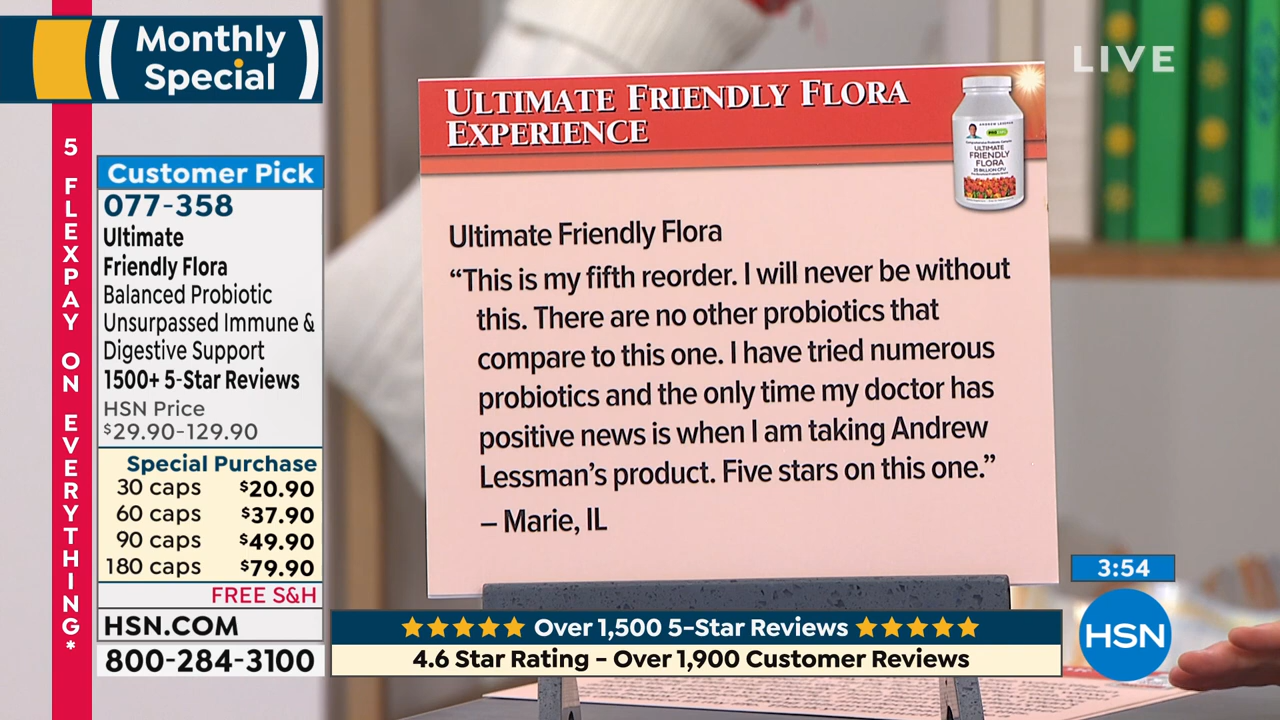 Monthly
Special
5 FLEXPAY ON EVERYTHING*
Customer Pick
077-358
Ultimate
Friendly Flora
Balanced Probiotic
Unsurpassed Immune &
Digestive Support
1500+ 5-Star Reviews
HSN Price
$29.90-129.90
Special Purchase
30 caps $20.90
60 caps $37.90
90 caps $49.90
180 caps $79.90
FREE S&H
HSN.COM
800-284-3100
LIVE
ULTIMATE FRIENDLY FLORA
EXPERIENCE
ANDREW LESSMAN
ULTIMATE
FRIENDLY
FLORA
Ultimate Friendly Flora
“This is my fifth reorder. I will never be without
this. There are no other probiotics that
compare to this one. I have tried numerous
probiotics and the only time my doctor has
positive news is when I am taking Andrew
Lessman’s product. Five stars on this one.”
– Marie, IL
3:54
HSN
Over 1,500 5-Star Reviews
4.6 Star Rating – Over 1,900 Customer Reviews